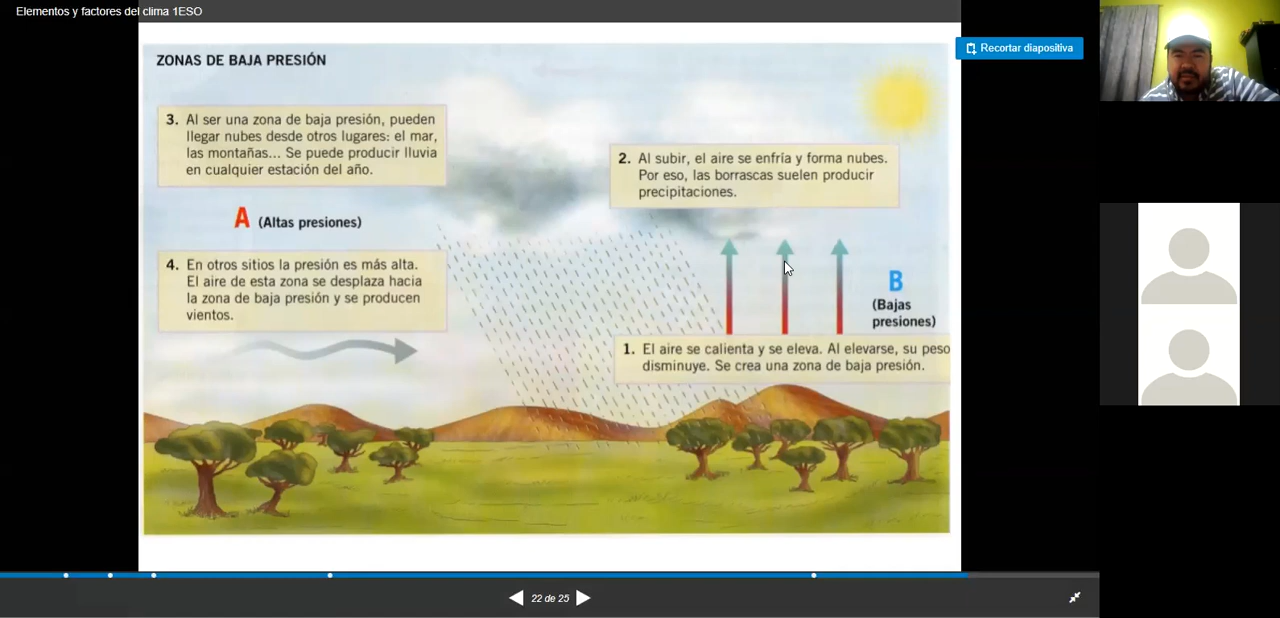 Elementos y factores del clima 1ESO
Recortar diapositiva
ZONAS DE BAJA PRESIÓN
3. Al ser una zona de baja presión, pueden
llegar nubes desde otros lugares: el mar,
las montañas... Se puede producir lluvia
en cualquier estación del año.
2. Al subir, el aire se enfría y forma nubes.
Por eso, las borrascas suelen producir
precipitaciones.
A (Altas presiones)
4. En otros sitios la presión es más alta.
El aire de esta zona se desplaza hacia
la zona de baja presión y se producen
vientos.
B
(Bajas
presiones)
1. El aire se calienta y se eleva. Al elevarse, su peso
disminuye. Se crea una zona de baja presión.
22 de 25